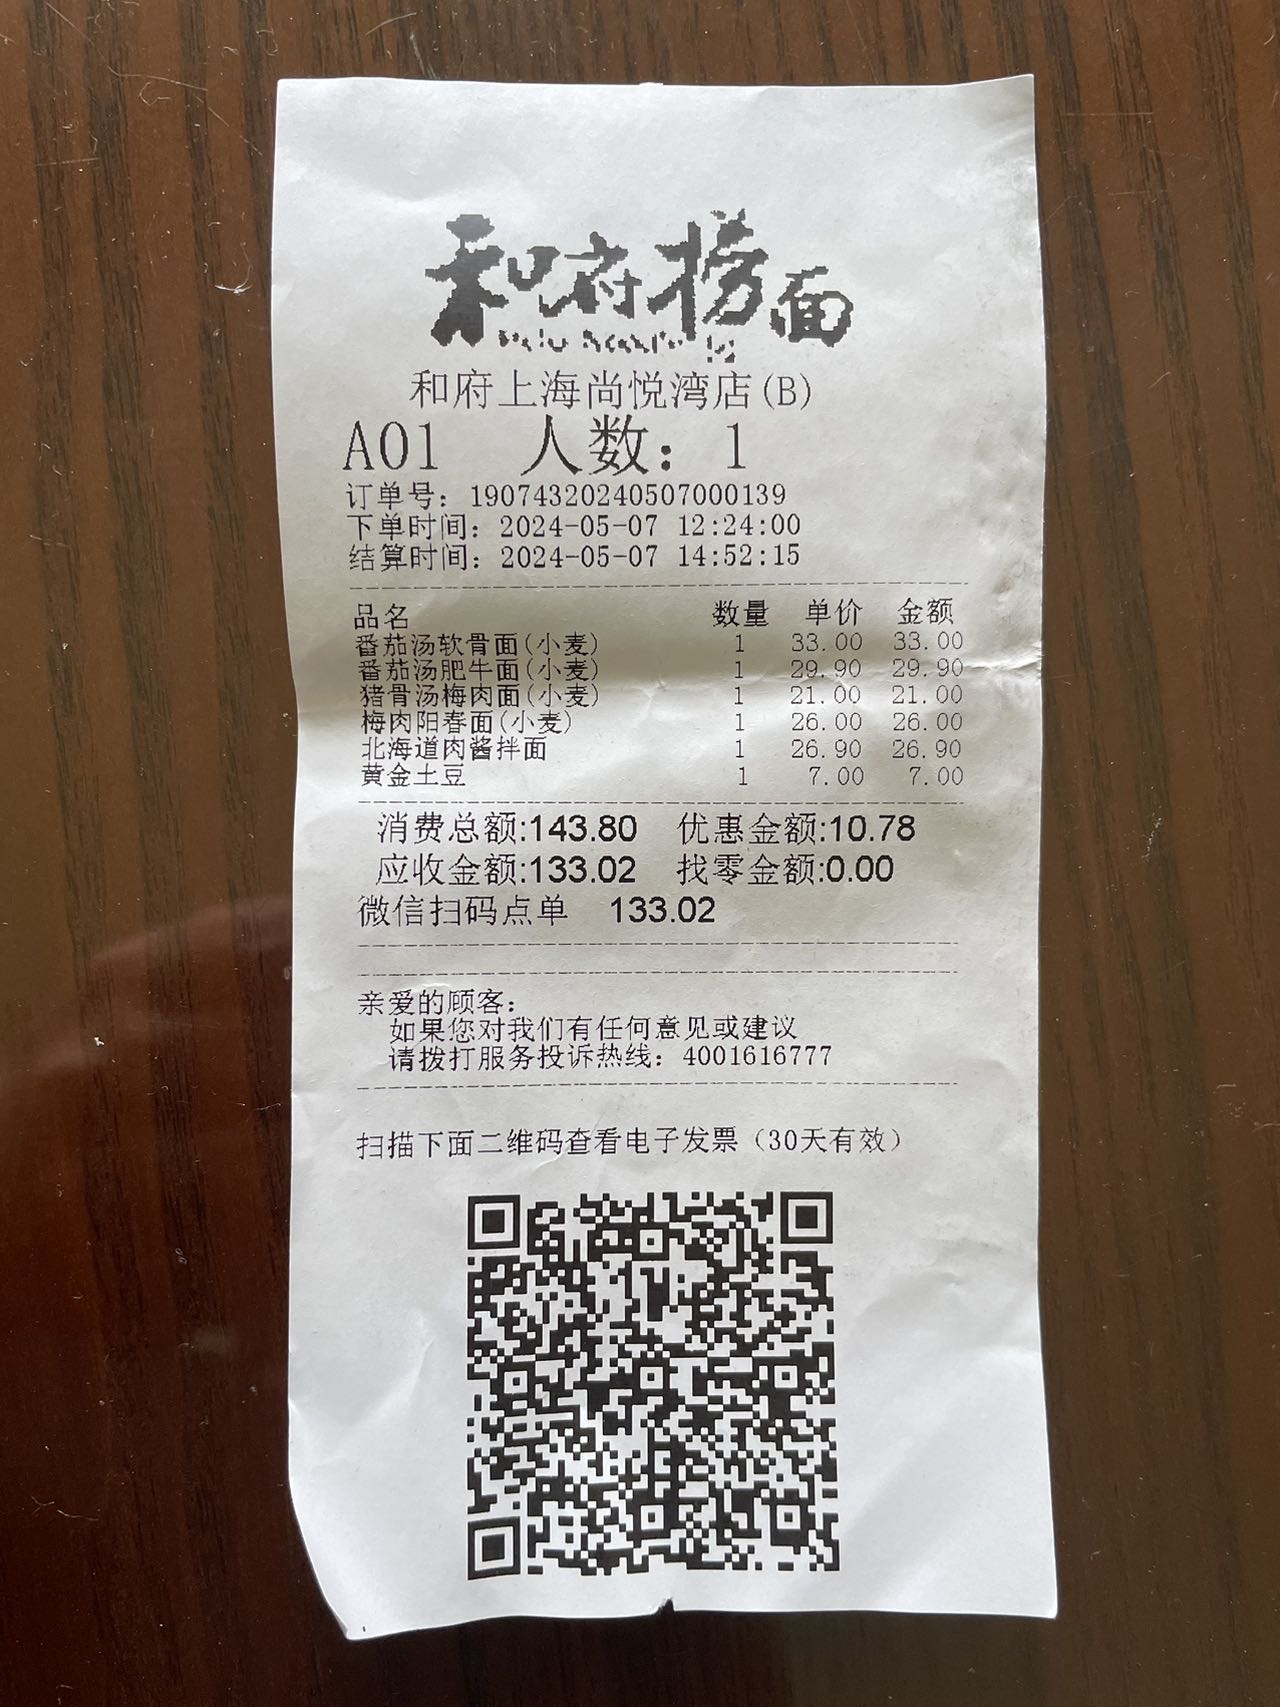 和府捞面
和府上海尚悦湾店(B)
A01 人数: 1
订单号: 19074320240507000139
下单时间: 2024-05-07 12:24:00
结算时间: 2024-05-07 14:52:15
品名 数量 单价 金额
番茄汤软骨面(小麦) 1 33.00 33.00
番茄汤肥牛面(小麦) 1 29.90 29.90
猪骨汤梅肉面(小麦) 1 21.00 21.00
梅肉阳春面(小麦) 1 26.00 26.00
北海道肉酱拌面 1 26.90 26.90
黄金土豆 1 7.00 7.00
消费总额:143.80 优惠金额:10.78
应收金额:133.02 找零金额:0.00
微信扫码点单 133.02
亲爱的顾客:
如果您对我们有任何意见或建议
请拨打服务投诉热线: 4001616777
扫描下面二维码查看电子发票（30天有效）